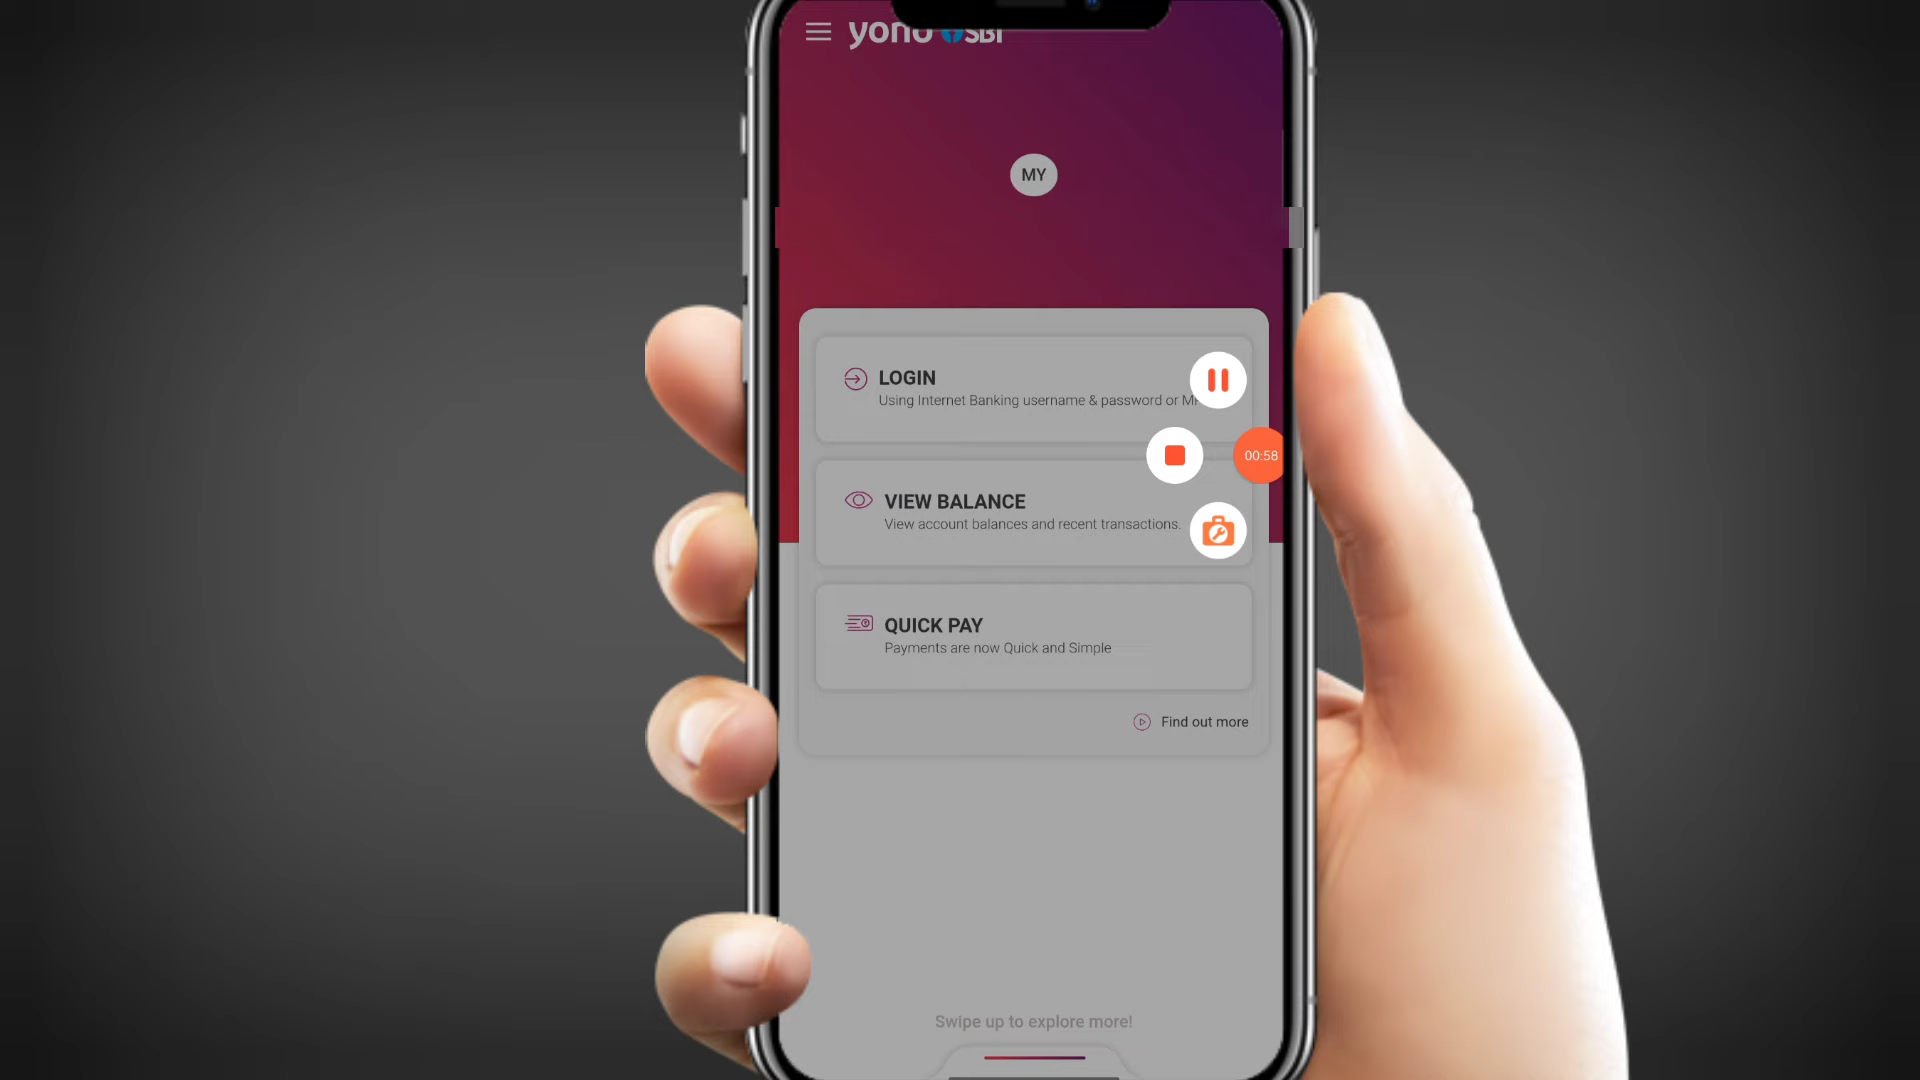 yono SBI
MY
LOGIN
Using Internet Banking username & password or
00:58
VIEW BALANCE
View account balances and recent transactions.
QUICK PAY
Payments are now Quick and Simple
Find out more
Swipe up to explore more!